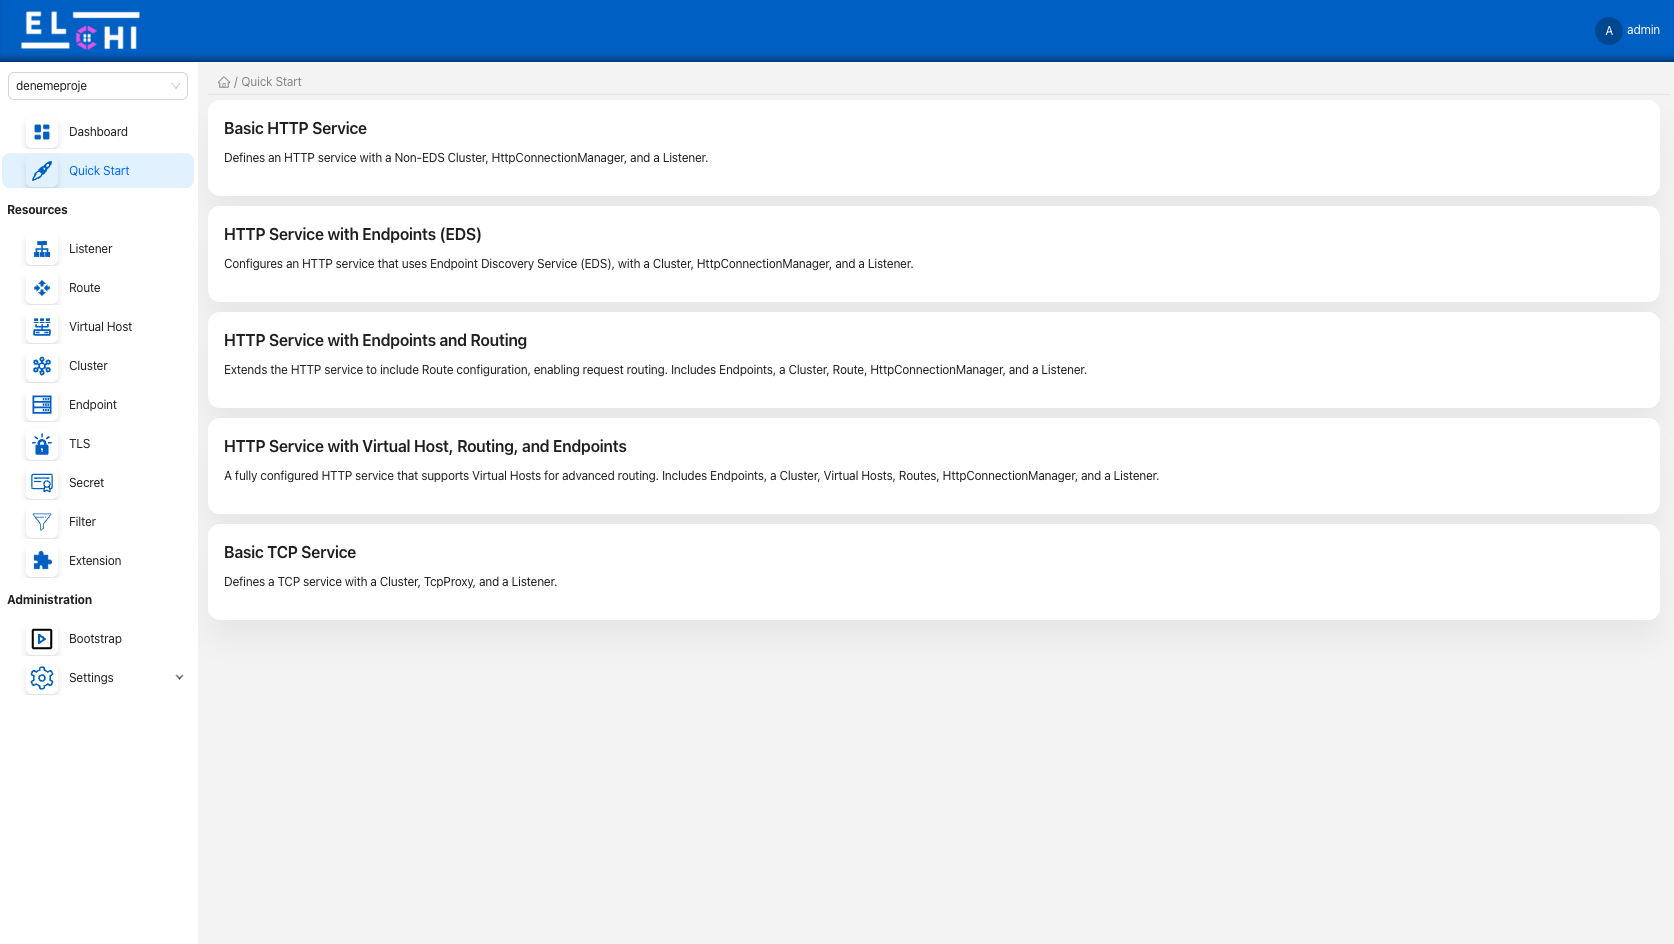 EL CHI
A admin
denemeproje
Dashboard
Quick Start
Resources
Listener
Route
Virtual Host
Cluster
Endpoint
TLS
Secret
Filter
Extension
Administration
Bootstrap
Settings
/ Quick Start
Basic HTTP Service
Defines an HTTP service with a Non-EDS Cluster, HttpConnectionManager, and a Listener.
HTTP Service with Endpoints (EDS)
Configures an HTTP service that uses Endpoint Discovery Service (EDS), with a Cluster, HttpConnectionManager, and a Listener.
HTTP Service with Endpoints and Routing
Extends the HTTP service to include Route configuration, enabling request routing. Includes Endpoints, a Cluster, Route, HttpConnectionManager, and a Listener.
HTTP Service with Virtual Host, Routing, and Endpoints
A fully configured HTTP service that supports Virtual Hosts for advanced routing. Includes Endpoints, a Cluster, Virtual Hosts, Routes, HttpConnectionManager, and a Listener.
Basic TCP Service
Defines a TCP service with a Cluster, TcpProxy, and a Listener.